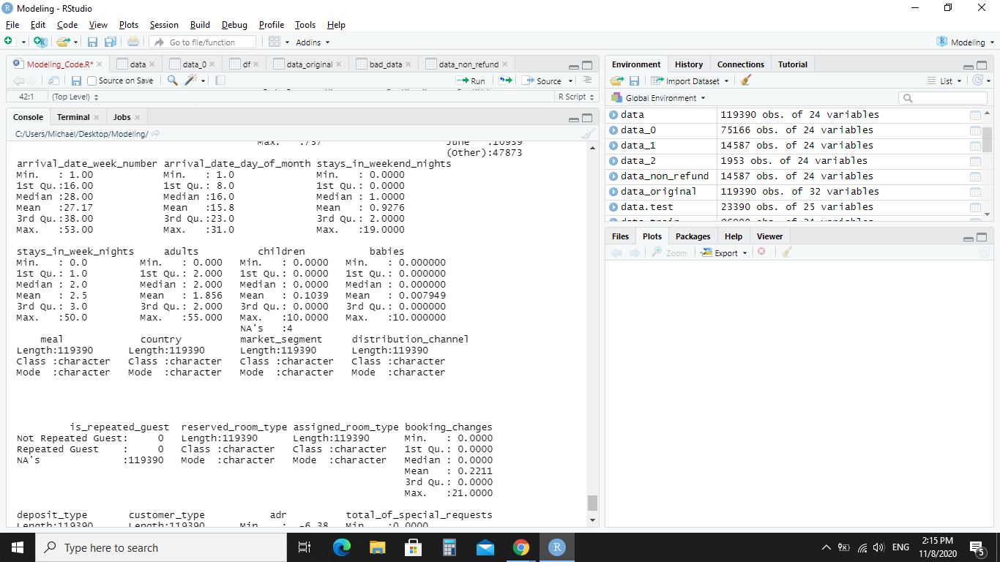 Modeling - RStudio
File Edit Code View Plots Session Build Debug Profile Tools Help
Go to file/function Addins Modeling
Modeling_Code.R* data data_0 df data_original bad_data data_non_refund
Source on Save Run Source
42:1 (Top Level) R Script
Console Terminal Jobs
C:/Users/Michael/Desktop/Modeling/
Max. :737 June :10939
(Other):47873
arrival_date_week_number arrival_date_day_of_month stays_in_weekend_nights
Min. : 1.00 Min. : 1.0 Min. : 0.0000
1st Qu.:16.00 1st Qu.: 8.0 1st Qu.: 0.0000
Median :28.00 Median :16.0 Median : 1.0000
Mean :27.17 Mean :15.8 Mean : 0.9276
3rd Qu.:38.00 3rd Qu.:23.0 3rd Qu.: 2.0000
Max. :53.00 Max. :31.0 Max. :19.0000
stays_in_week_nights adults children babies
Min. : 0.0 Min. : 0.000 Min. : 0.0000 Min. : 0.000000
1st Qu.: 1.0 1st Qu.: 2.000 1st Qu.: 0.0000 1st Qu.: 0.000000
Median : 2.0 Median : 2.000 Median : 0.0000 Median : 0.000000
Mean : 2.5 Mean : 1.856 Mean : 0.1039 Mean : 0.007949
3rd Qu.: 3.0 3rd Qu.: 2.000 3rd Qu.: 0.0000 3rd Qu.: 0.000000
Max. :50.0 Max. :55.000 Max. :10.0000 Max. :10.000000
NA's :4
meal country market_segment distribution_channel
Length:119390 Length:119390 Length:119390 Length:119390
Class :character Class :character Class :character Class :character
Mode :character Mode :character Mode :character Mode :character
is_repeated_guest reserved_room_type assigned_room_type booking_changes
Not Repeated Guest: 0 Length:119390 Length:119390 Min. : 0.0000
Repeated Guest : 0 Class :character Class :character 1st Qu.: 0.0000
NA's :119390 Mode :character Mode :character Median : 0.0000
Mean : 0.2211
3rd Qu.: 0.0000
Max. :21.0000
deposit_type customer_type adr total_of_special_requests
Length:119390 Length:119390 Min. : -6.38 Min. :0.0000
Environment History Connections Tutorial
Import Dataset List
Global Environment
data 119390 obs. of 24 variables
data_0 75166 obs. of 24 variables
data_1 14587 obs. of 24 variables
data_2 1953 obs. of 24 variables
data_non_refund 14587 obs. of 24 variables
data_original 119390 obs. of 32 variables
data.test 23390 obs. of 25 variables
Files Plots Packages Help Viewer
Zoom Export
Type here to search
ENG 2:15 PM
11/8/2020 5